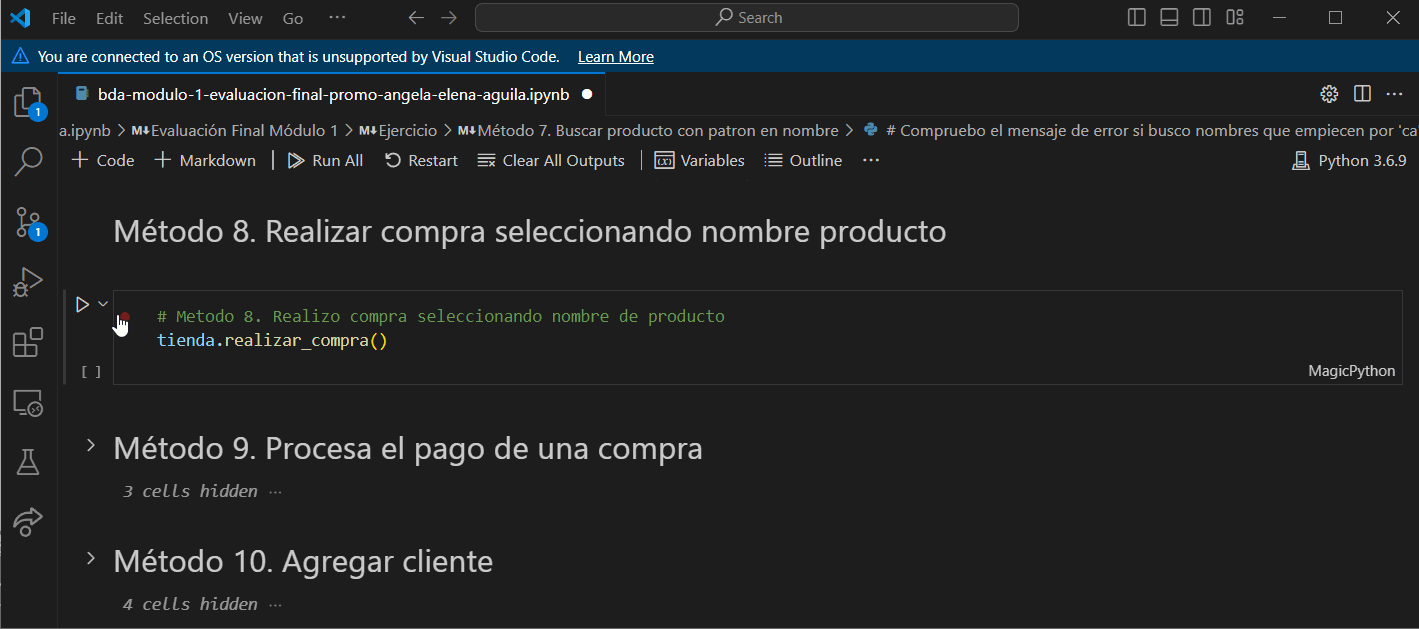 File Edit Selection View Go ··· Search
You are connected to an OS version that is unsupported by Visual Studio Code. Learn More
1
bda-modulo-1-evaluacion-final-promo-angela-elena-aguila.ipynb
a.ipynb > M↓Evaluación Final Módulo 1 > M↓Ejercicio > M↓Método 7. Buscar producto con patron en nombre > # Compruebo el mensaje de error si busco nombres que empiecen por 'ca
+ Code + Markdown | Run All Restart Clear All Outputs | Variables Outline ··· Python 3.6.9
1
Método 8. Realizar compra seleccionando nombre producto
# Metodo 8. Realizo compra seleccionando nombre de producto
tienda.realizar_compra()
[ ] MagicPython
Método 9. Procesa el pago de una compra
3 cells hidden ···
Método 10. Agregar cliente
4 cells hidden ···